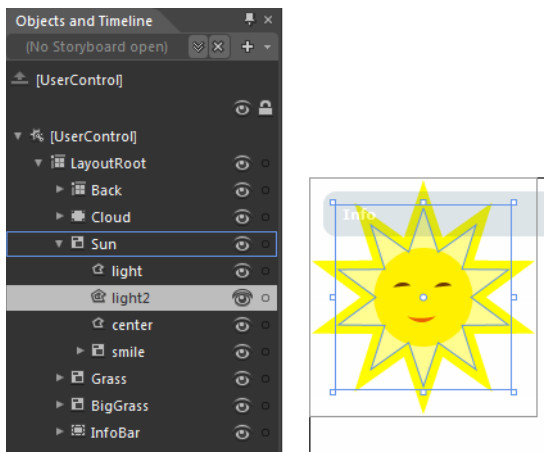 Objects and Timeline
(No Storyboard open)
[UserControl]
[UserControl]
LayoutRoot
Back
Cloud
Sun
light
light2
center
smile
Grass
BigGrass
InfoBar
Info